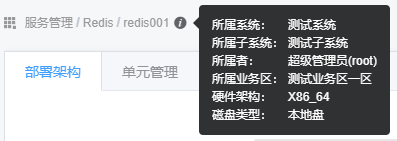 服务管理 / Redis / redis001
部署架构
单元管理
所属系统： 测试系统
所属子系统： 测试子系统
所属者： 超级管理员(root)
所属业务区： 测试业务区一区
硬件架构： X86_64
磁盘类型： 本地盘